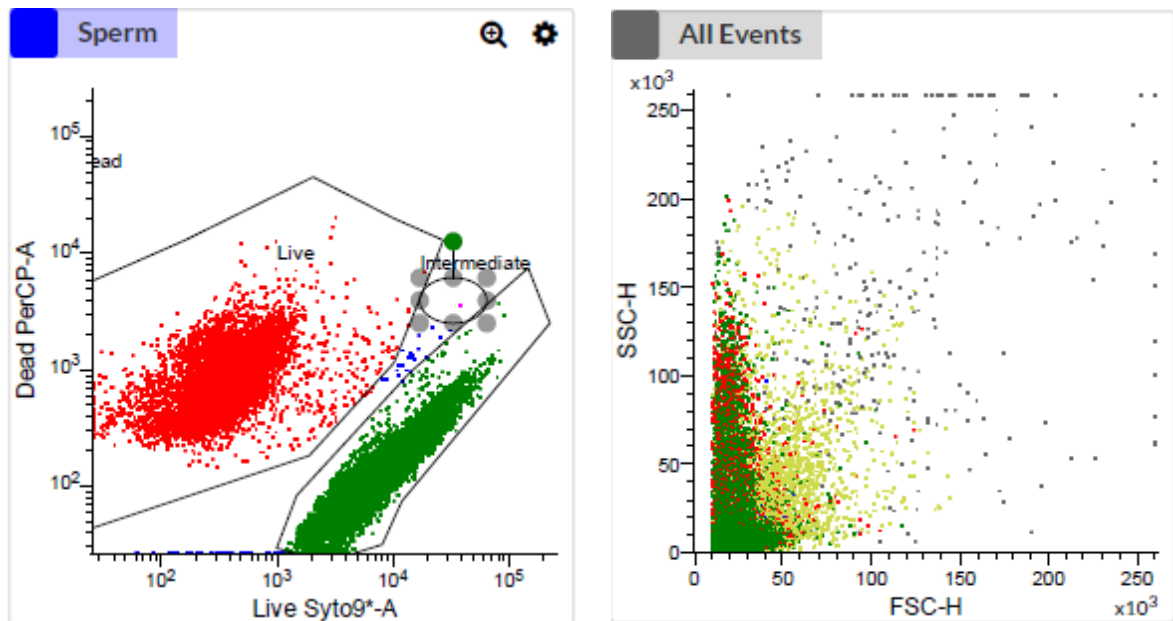 Sperm
ead
Live
Intermediate
10^5
10^4
10^3
10^2
Dead PerCP-A
10^2 10^3 10^4 10^5
Live Syto9*-A
All Events
x10^3
250
200
150
100
50
0
SSC-H
0 50 100 150 200 250
FSC-H x10^3